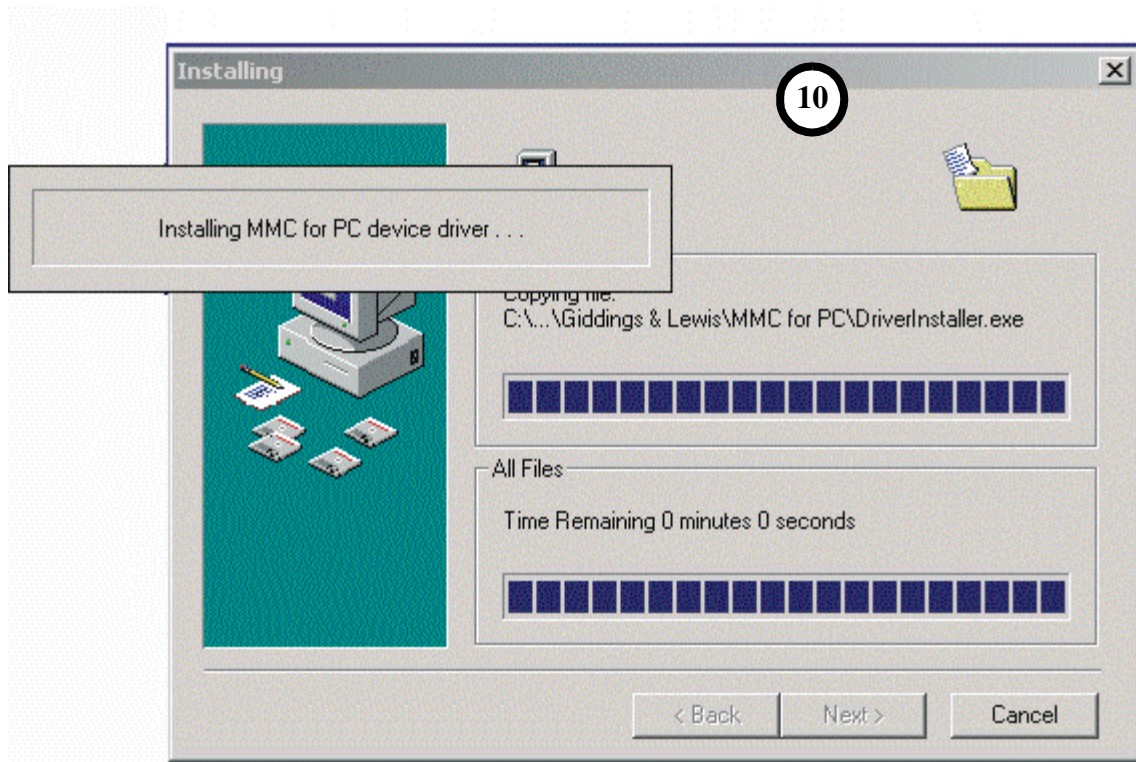 Installing
10
Installing MMC for PC device driver . . .
Copying file:
C:\...\Giddings & Lewis\MMC for PC\DriverInstaller.exe
All Files
Time Remaining 0 minutes 0 seconds
< Back
Next >
Cancel